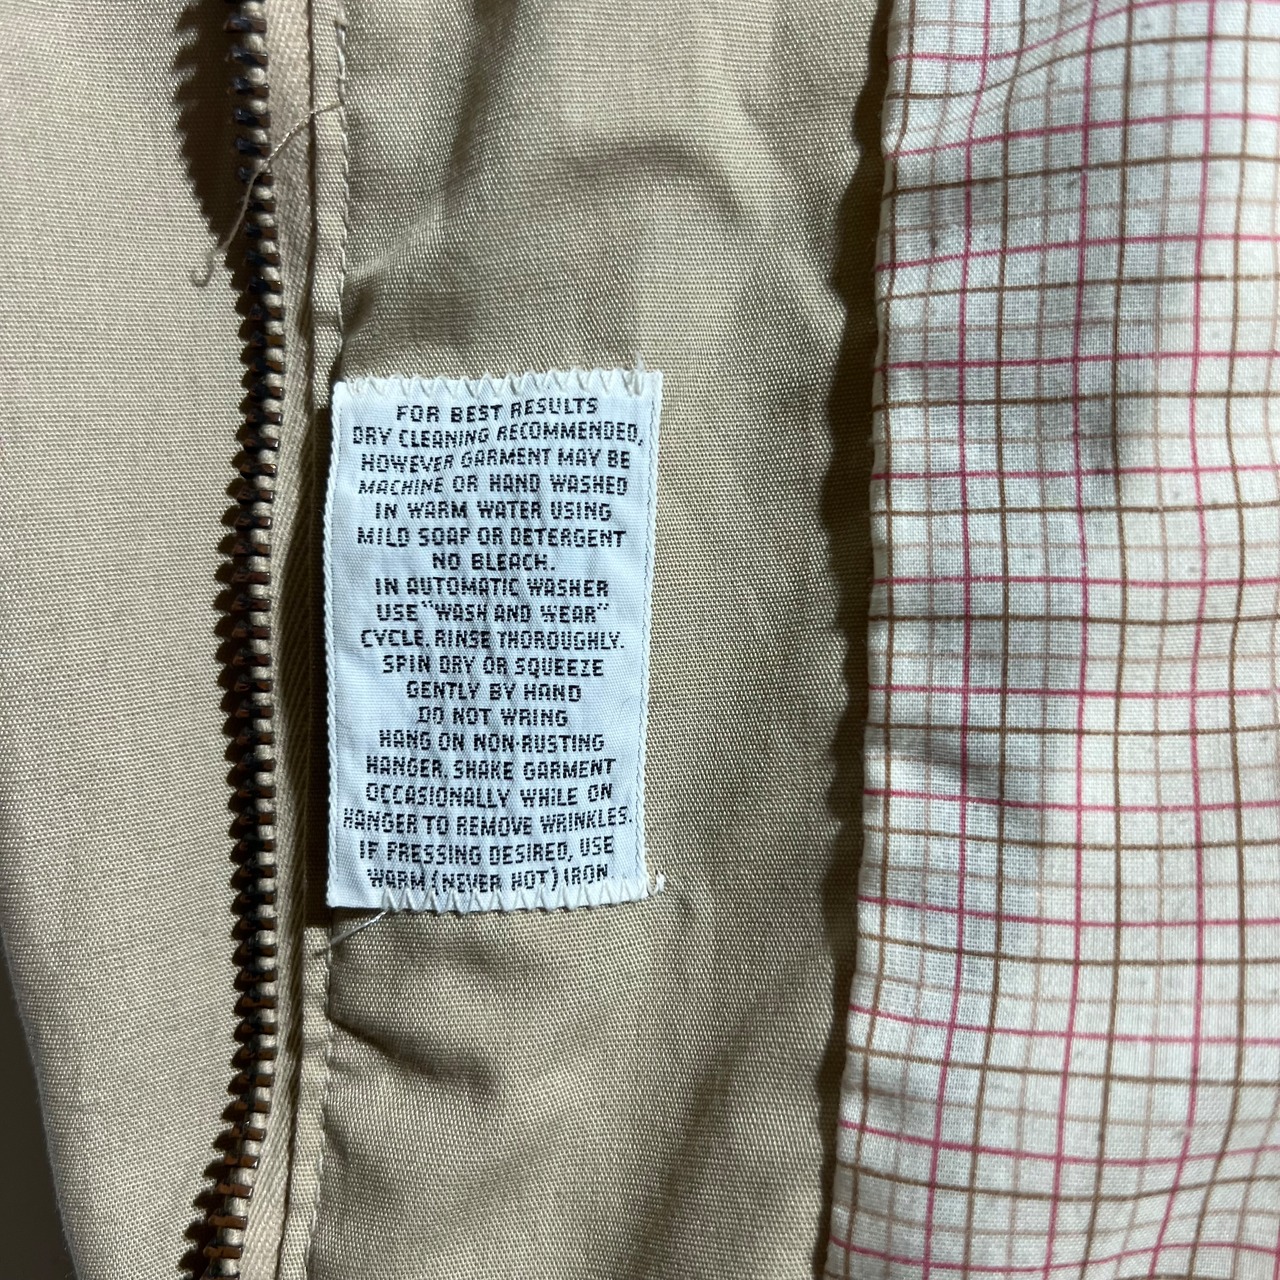 FOR BEST RESULTS
DRY CLEANING RECOMMENDED,
HOWEVER GARMENT MAY BE
MACHINE OR HAND WASHED
IN WARM WATER USING
MILD SOAP OR DETERGENT
NO BLEACH.
IN AUTOMATIC WASHER
USE "WASH AND WEAR"
CYCLE, RINSE THOROUGHLY.
SPIN DRY OR SQUEEZE
GENTLY BY HAND
DO NOT WRING
HANG ON NON-RUSTING
HANGER, SHAKE GARMENT
OCCASIONALLY WHILE ON
HANGER TO REMOVE WRINKLES.
IF PRESSING DESIRED, USE
WARM (NEVER HOT) IRON